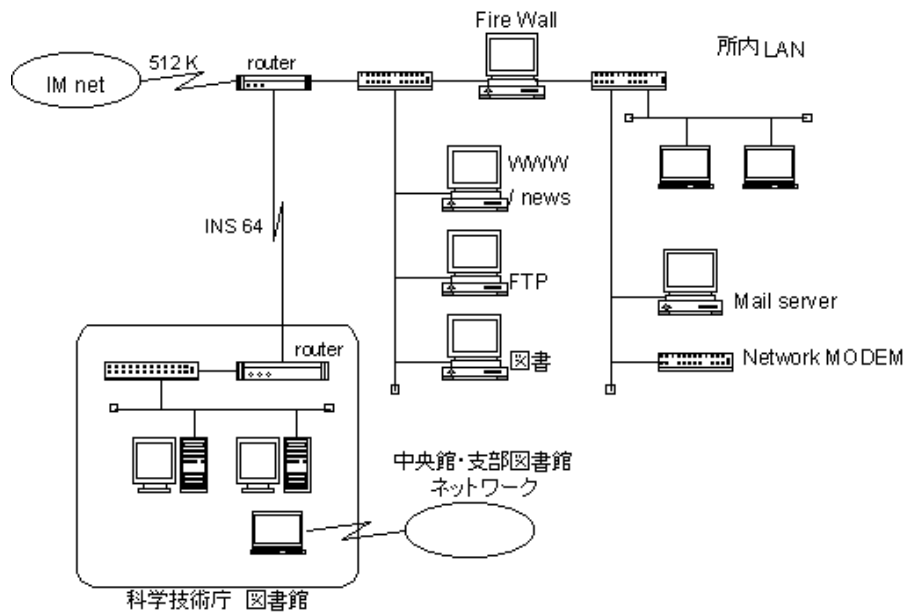 Fire Wall
所内LAN
512 K
router
IM net
WWW
/ news
INS 64
FTP
Mail server
router
図書
Network MODEM
中央館・支部図書館
ネットワーク
科学技術庁 図書館